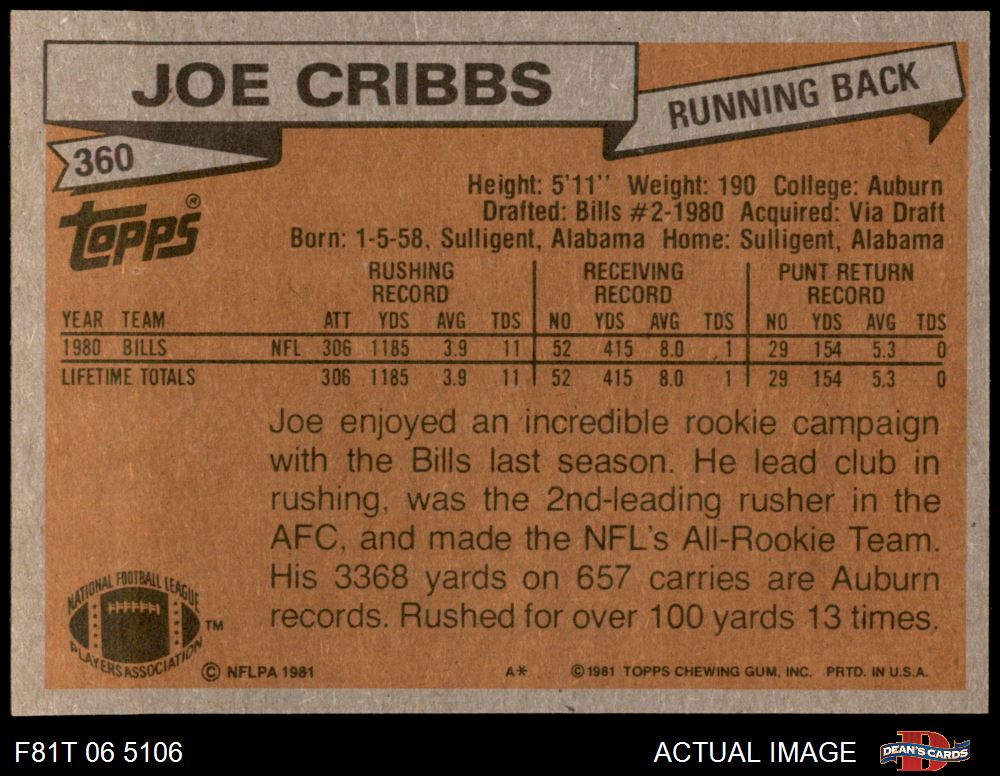 JOE CRIBBS
RUNNING BACK
360
TOPPS®
Height: 5'11" Weight: 190 College: Auburn
Drafted: Bills #2-1980 Acquired: Via Draft
Born: 1-5-58, Sulligent, Alabama Home: Sulligent, Alabama
RUSHING RECORD RECEIVING RECORD PUNT RETURN RECORD
YEAR TEAM ATT YDS AVG TDS NO YDS AVG TDS NO YDS AVG TDS
1980 BILLS NFL 306 1185 3.9 11 52 415 8.0 1 29 154 5.3 0
LIFETIME TOTALS 306 1185 3.9 11 52 415 8.0 1 29 154 5.3 0
Joe enjoyed an incredible rookie campaign
with the Bills last season. He lead club in
rushing, was the 2nd-leading rusher in the
AFC, and made the NFL's All-Rookie Team.
His 3368 yards on 657 carries are Auburn
records. Rushed for over 100 yards 13 times.
NATIONAL FOOTBALL LEAGUE
PLAYERS ASSOCIATION
TM
© NFLPA 1981
A*
© 1981 TOPPS CHEWING GUM, INC. PRTD. IN U.S.A.
F81T 06 5106
ACTUAL IMAGE
D
DEAN'S CARDS